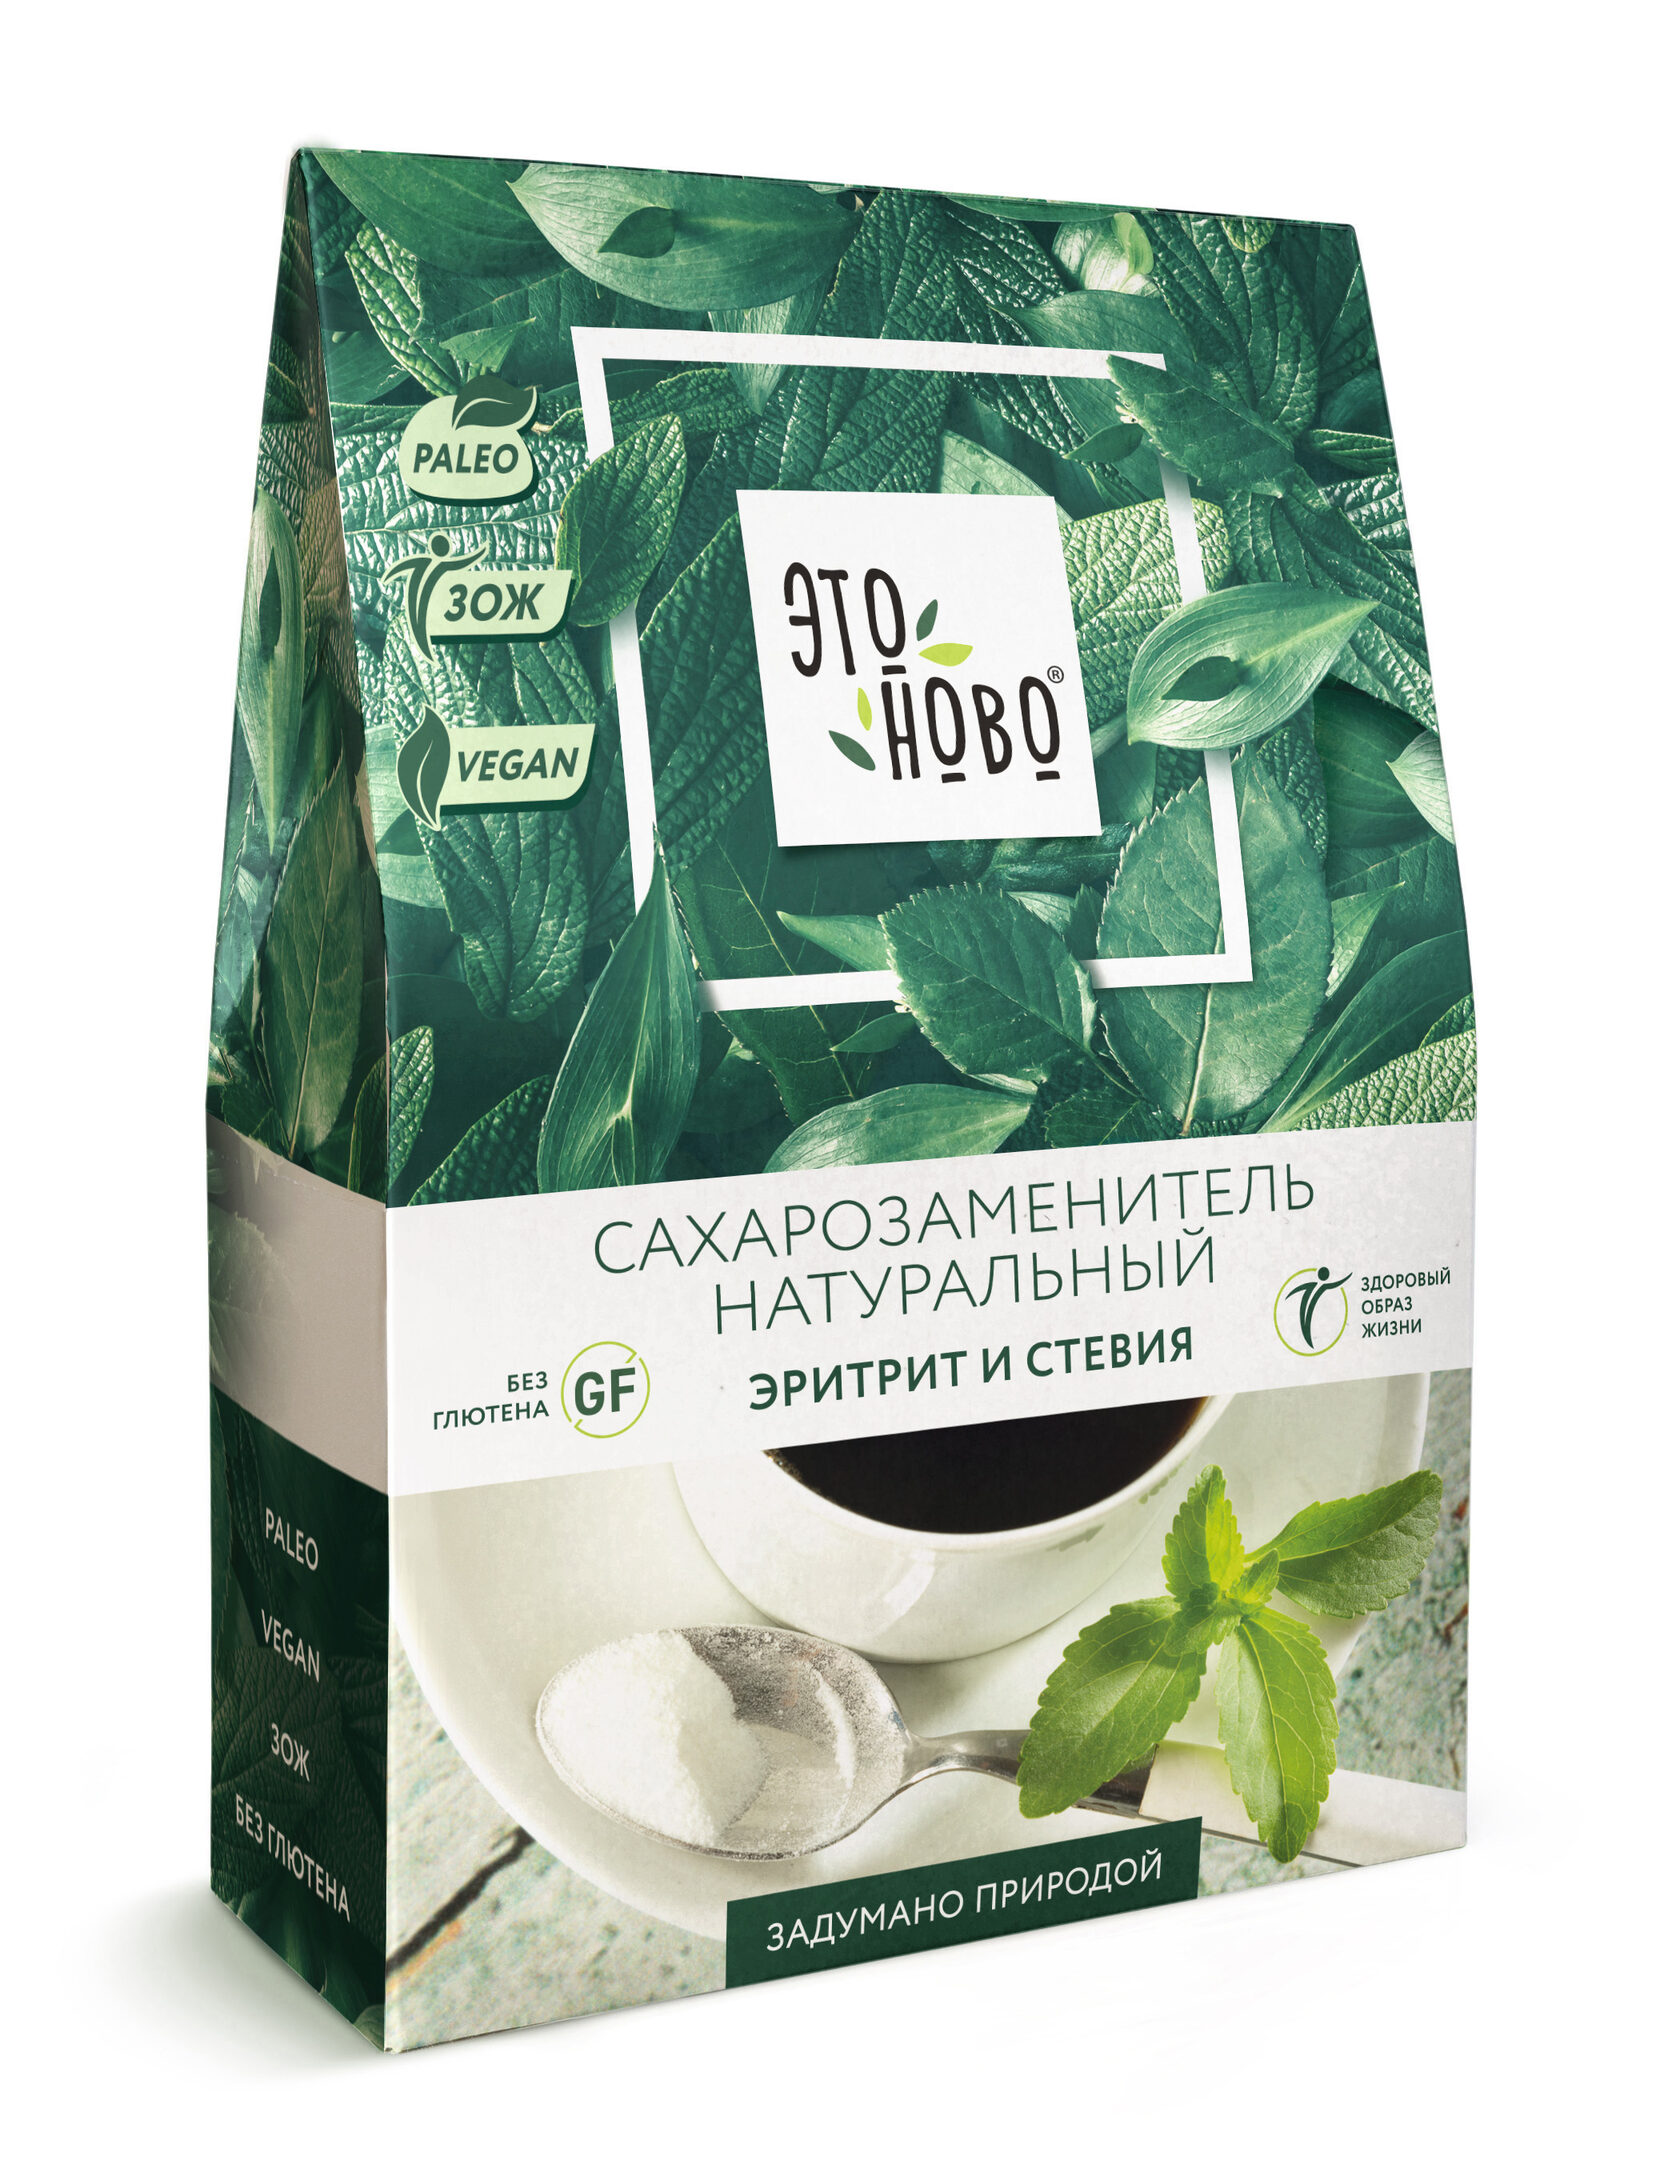 PALEO
ЗОЖ
VEGAN
ЭТО
НОВО®
САХАРОЗАМЕНИТЕЛЬ
НАТУРАЛЬНЫЙ
ЭРИТРИТ И СТЕВИЯ
БЕЗ
ГЛЮТЕНА
GF
ЗДОРОВЫЙ
ОБРАЗ
ЖИЗНИ
ЗАДУМАНО ПРИРОДОЙ
PALEO
VEGAN
ЗОЖ
БЕЗ ГЛЮТЕНА